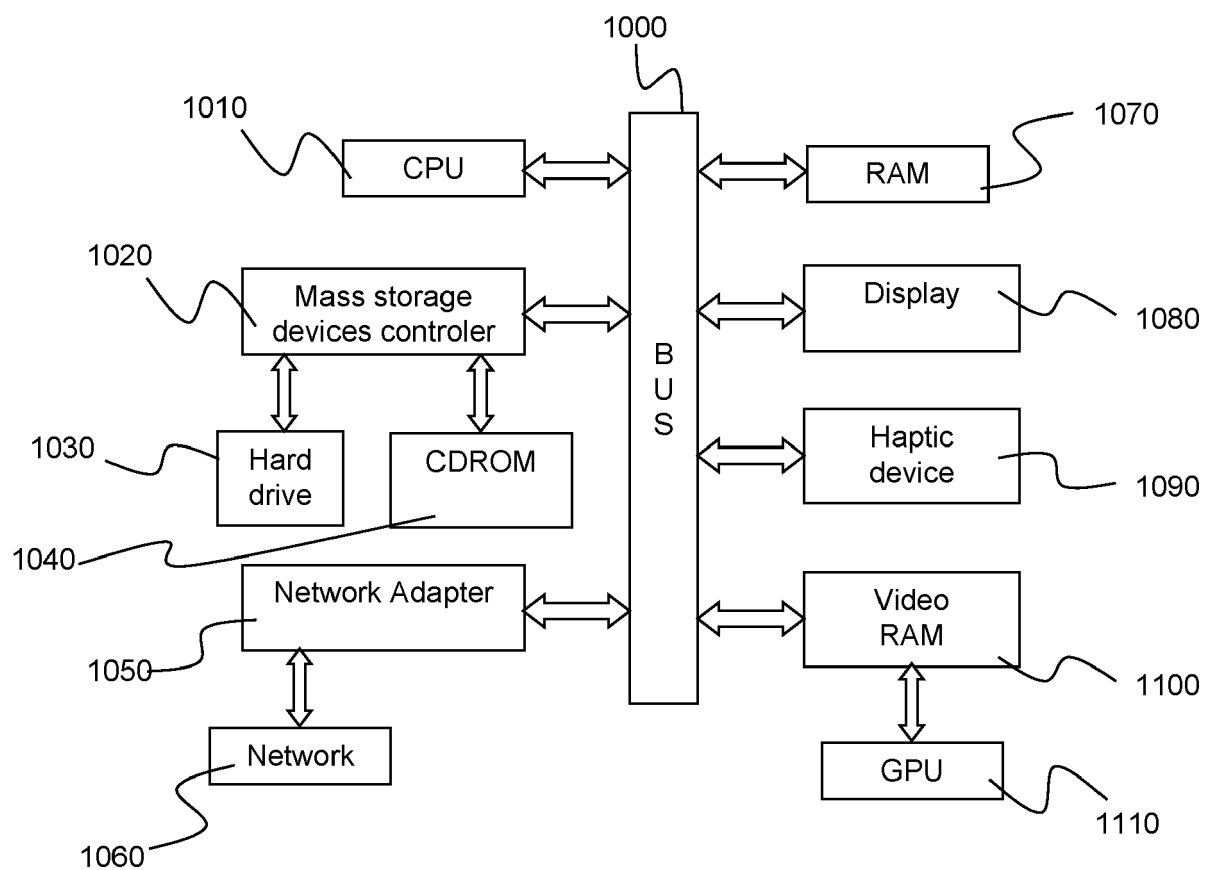 1000
1010
CPU
RAM
1070
1020
Mass storage
devices controler
Display
1080
B
U
S
1030
Hard
drive
CDROM
Haptic
device
1090
1040
Network Adapter
1050
Video
RAM
1100
Network
1060
GPU
1110